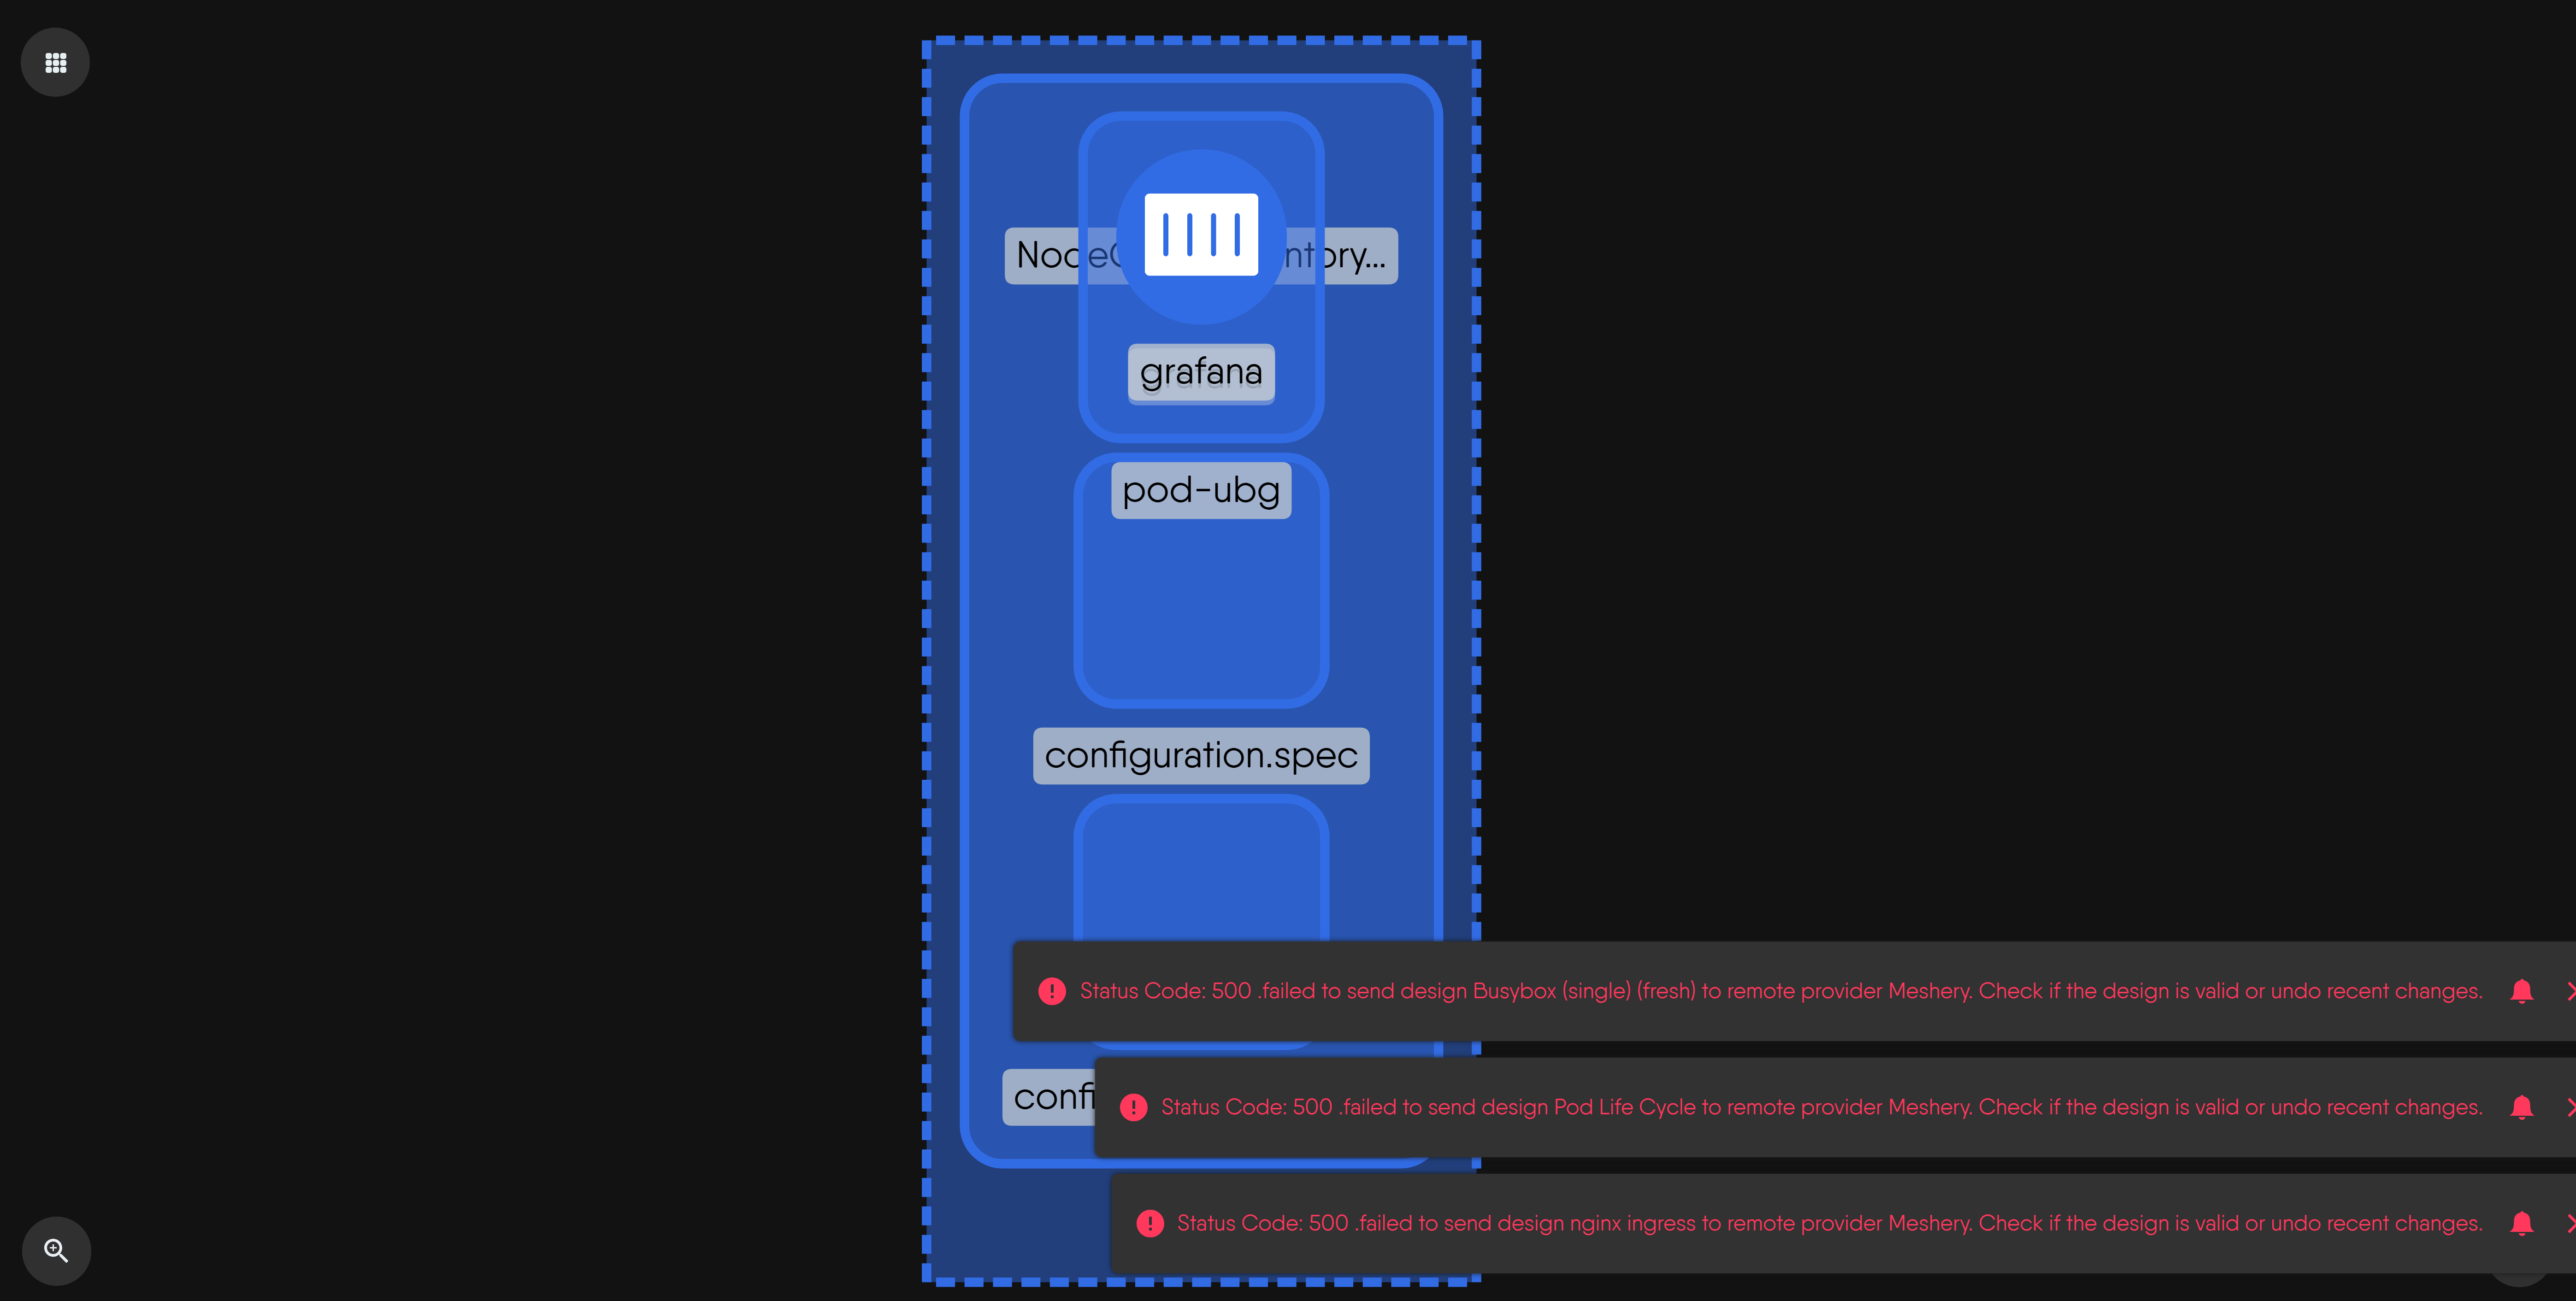 ory...
grafana
pod-ubg
configuration.spec
Status Code: 500 .failed to send design Busybox (single) (fresh) to remote provider Meshery. Check if the design is valid or undo recent changes.
Status Code: 500 .failed to send design Pod Life Cycle to remote provider Meshery. Check if the design is valid or undo recent changes.
Status Code: 500 .failed to send design nginx ingress to remote provider Meshery. Check if the design is valid or undo recent changes.